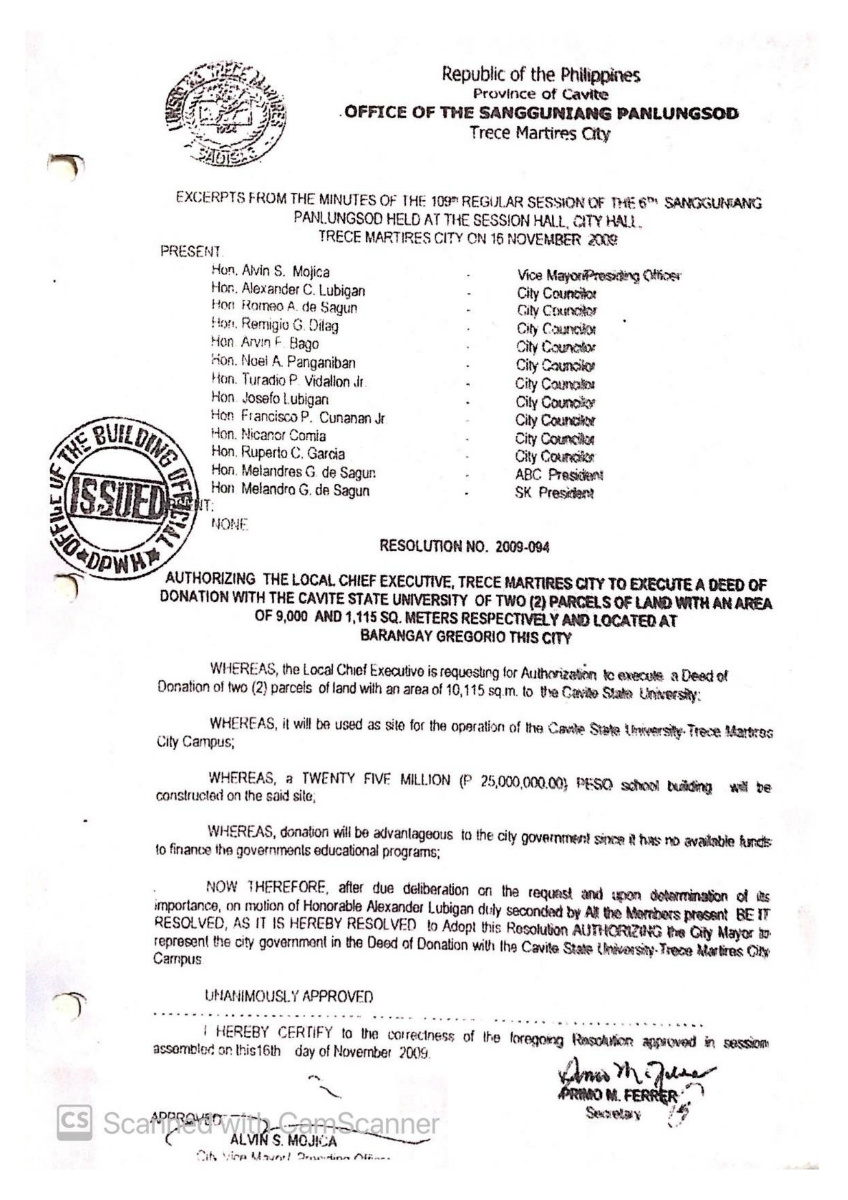 Republic of the Philippines
Province of Cavite
OFFICE OF THE SANGGUNIANG PANLUNGSOD
Trece Martires City
EXCERPTS FROM THE MINUTES OF THE 109th REGULAR SESSION OF THE 6TH SANGGUNIANG
PANLUNGSOD HELD AT THE SESSION HALL, CITY HALL,
TRECE MARTIRES CITY ON 16 NOVEMBER 2009
PRESENT
Hon. Alvin S. Mojica - Vice Mayor/Presiding Officer
Hon. Alexander C. Lubigan - City Councilor
Hon. Romeo A. de Sagun - City Councilor
Hon. Remigio G. Dilag - City Councilor
Hon. Arvin F. Bago - City Councilor
Hon. Noel A. Panganiban - City Councilor
Hon. Turadio P. Vidallon Jr. - City Councilor
Hon. Josefo Lubigan - City Councilor
Hon Francisco P. Cunanan Jr - City Councilor
Hon. Nicanor Comia - City Councilor
Hon. Ruperto C. Garcia - City Councilor
Hon. Melandres G. de Sagun - ABC President
Hon Melandro G. de Sagun - SK President
OFFICE OF THE BUILDING OFFICIAL
ISSUED
DPWH
NONE
RESOLUTION NO. 2009-094
AUTHORIZING THE LOCAL CHIEF EXECUTIVE, TRECE MARTIRES CITY TO EXECUTE A DEED OF
DONATION WITH THE CAVITE STATE UNIVERSITY OF TWO (2) PARCELS OF LAND WITH AN AREA
OF 9,000 AND 1,115 SQ. METERS RESPECTIVELY AND LOCATED AT
BARANGAY GREGORIO THIS CITY
WHEREAS, the Local Chief Executive is requesting for Authorization to execute a Deed of
Donation of two (2) parcels of land with an area of 10,115 sq.m. to the Cavite State University;
WHEREAS, it will be used as site for the operation of the Cavite State University-Trece Martires
City Campus;
WHEREAS, a TWENTY FIVE MILLION (P 25,000,000.00) PESO school building will be
constructed on the said site;
WHEREAS, donation will be advantageous to the city government since it has no available funds
to finance the governments educational programs;
NOW THEREFORE, after due deliberation on the request and upon determination of its
importance, on motion of Honorable Alexander Lubigan duly seconded by All the Members present BE IT
RESOLVED, AS IT IS HEREBY RESOLVED to Adopt this Resolution AUTHORIZING the City Mayor to
represent the city government in the Deed of Donation with the Cavite State University-Trece Martires City
Campus
UNANIMOUSLY APPROVED
I HEREBY CERTIFY to the correctness of the foregoing Resolution approved in session
assembled on this16th day of November 2009.
PRIMO M. FERRER
Secretary
APPROVED
CS Scanned with CamScanner
ALVIN S. MOJICA
City Vice Mayor/ Presiding Officer